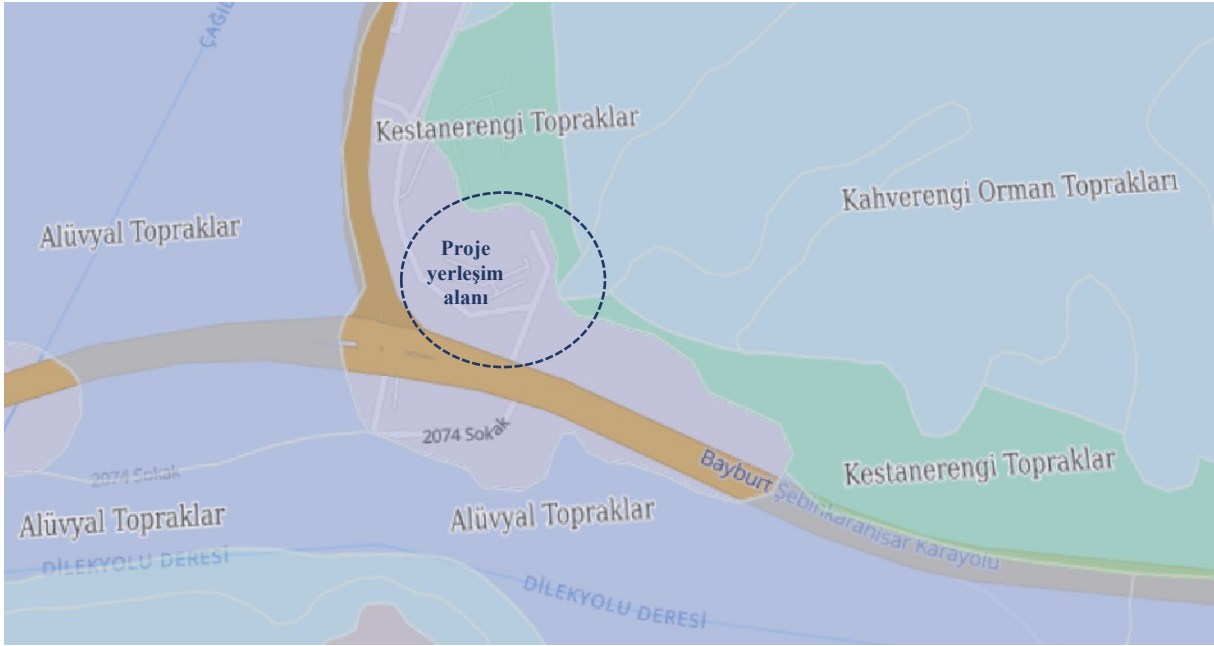 ÇAĞIL
Kestanerengi Topraklar
Kahverengi Orman Toprakları
Alüvyal Topraklar
Proje
yerleşim
alanı
2074 Sokak
2074 Sokak
Bayburt Şebinkarahisar Karayolu
Kestanerengi Topraklar
Alüvyal Topraklar
Alüvyal Topraklar
DİLEKYOLU DERESİ
DİLEKYOLU DERESİ